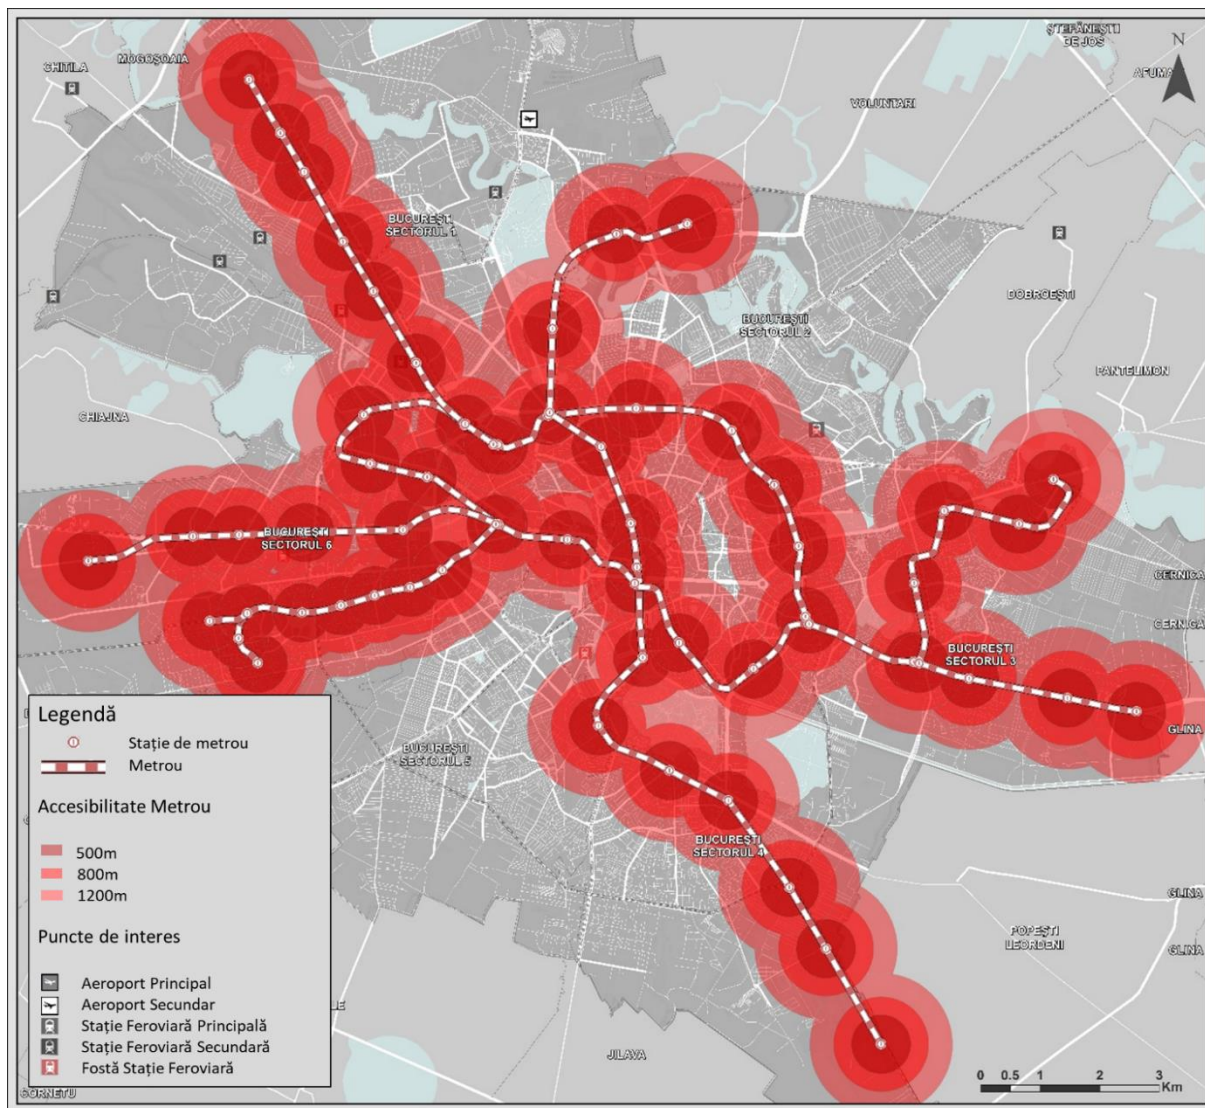 ȘTEFĂNEȘTI
DE JOS
MOGOȘOAIA
CHITILA
N
AFUMA
VOLUNTARI
BUCUREȘTI
SECTORUL 1
DOBROEȘTI
BUCUREȘTI
SECTORUL 2
PANTELIMON
CHIAJNA
BUCUREȘTI
SECTORUL 6
CERNICA
CERNICA
BUCUREȘTI
SECTORUL 3
GLINA
BUCUREȘTI
SECTORUL 5
BUCUREȘTI
SECTORUL 4
GLINA
POPEȘTI
LEORDENI
GLINA
JILAVA
LE
CORNETU
Legendă
Stație de metrou
Metrou
Accesibilitate Metrou
500m
800m
1200m
Puncte de interes
Aeroport Principal
Aeroport Secundar
Stație Feroviară Principală
Stație Feroviară Secundară
Fostă Stație Feroviară
0 0.5 1 2 3
Km